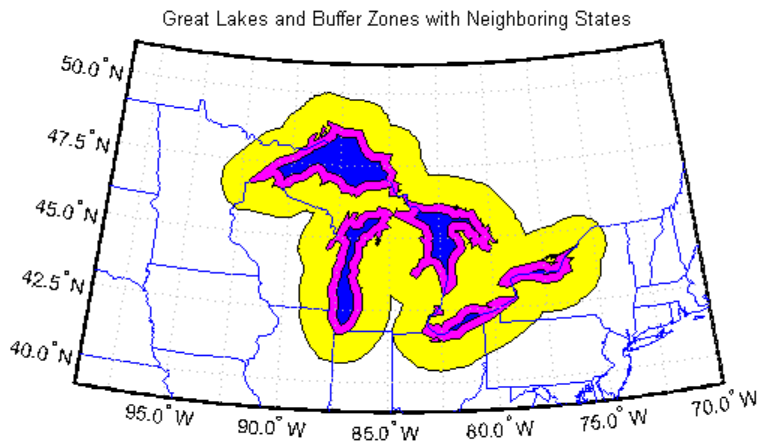 Great Lakes and Buffer Zones with Neighboring States
50.0° N
47.5° N
45.0° N
42.5° N
40.0° N
95.0° W
90.0° W
85.0° W
80.0° W
75.0° W
70.0° W